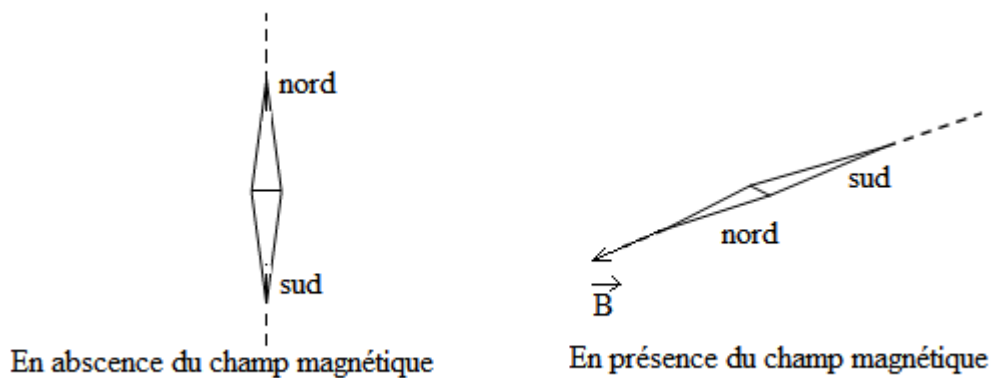 nord
sud
En abscence du champ magnétique
sud
nord
B
En présence du champ magnétique